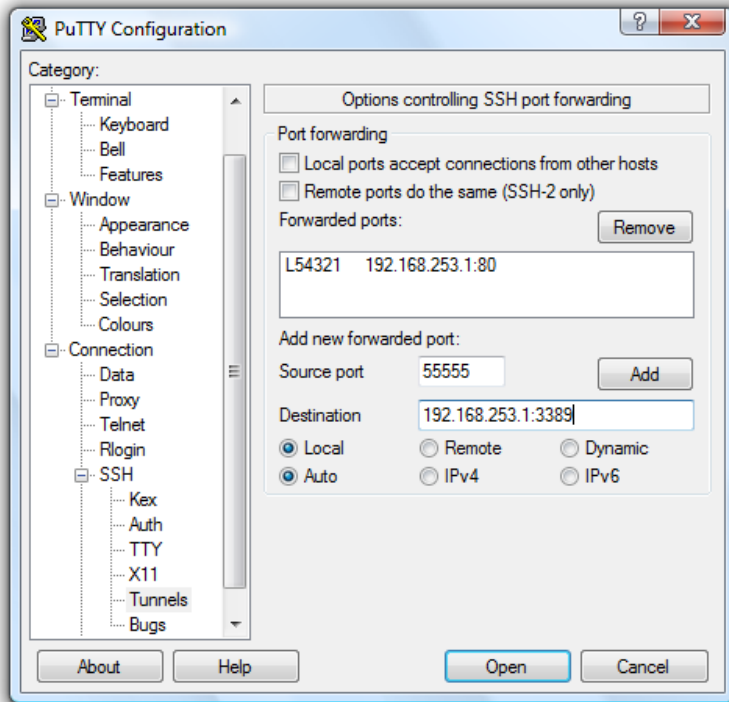 PuTTY Configuration
Category:
Terminal
Keyboard
Bell
Features
Window
Appearance
Behaviour
Translation
Selection
Colours
Connection
Data
Proxy
Telnet
Rlogin
SSH
Kex
Auth
TTY
X11
Tunnels
Bugs
Options controlling SSH port forwarding
Port forwarding
Local ports accept connections from other hosts
Remote ports do the same (SSH-2 only)
Forwarded ports:
Remove
L54321 192.168.253.1:80
Add new forwarded port:
Source port 55555 Add
Destination 192.168.253.1:3389
Local Remote Dynamic
Auto IPv4 IPv6
About Help Open Cancel